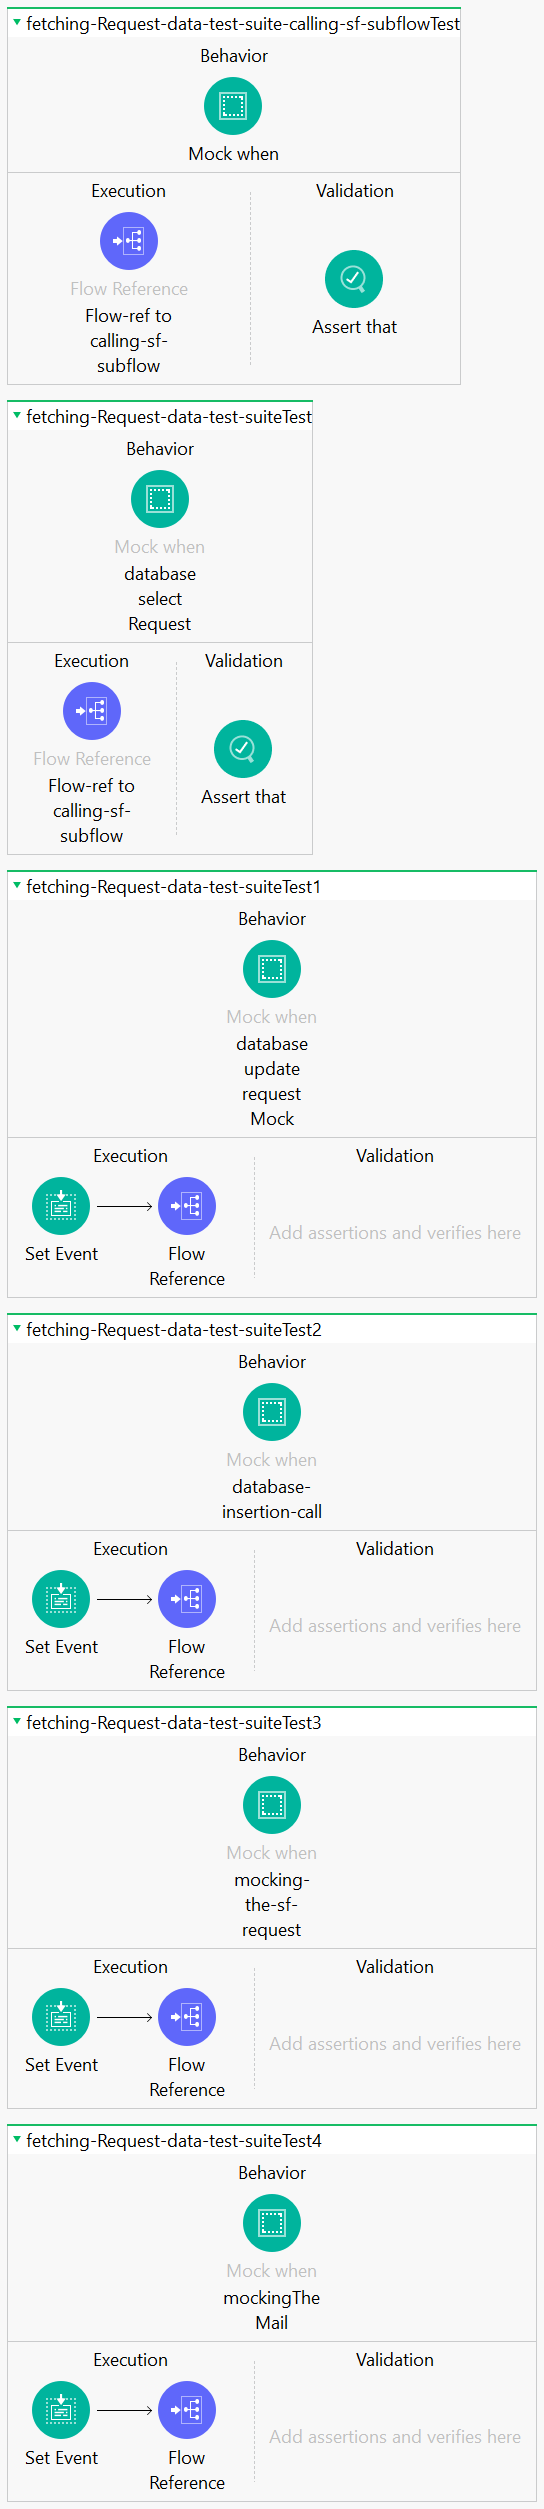 fetching-Request-data-test-suite-calling-sf-subflowTest
Behavior
Mock when
Execution
Validation
Flow Reference
Flow-ref to
calling-sf-
subflow
Assert that
fetching-Request-data-test-suiteTest
Behavior
Mock when
database
select
Request
Execution
Validation
Flow Reference
Flow-ref to
calling-sf-
subflow
Assert that
fetching-Request-data-test-suiteTest1
Behavior
Mock when
database
update
request
Mock
Execution
Validation
Set Event
Flow
Reference
Add assertions and verifies here
fetching-Request-data-test-suiteTest2
Behavior
Mock when
database-
insertion-call
Execution
Validation
Set Event
Flow
Reference
Add assertions and verifies here
fetching-Request-data-test-suiteTest3
Behavior
Mock when
mocking-
the-sf-
request
Execution
Validation
Set Event
Flow
Reference
Add assertions and verifies here
fetching-Request-data-test-suiteTest4
Behavior
Mock when
mockingThe
Mail
Execution
Validation
Set Event
Flow
Reference
Add assertions and verifies here